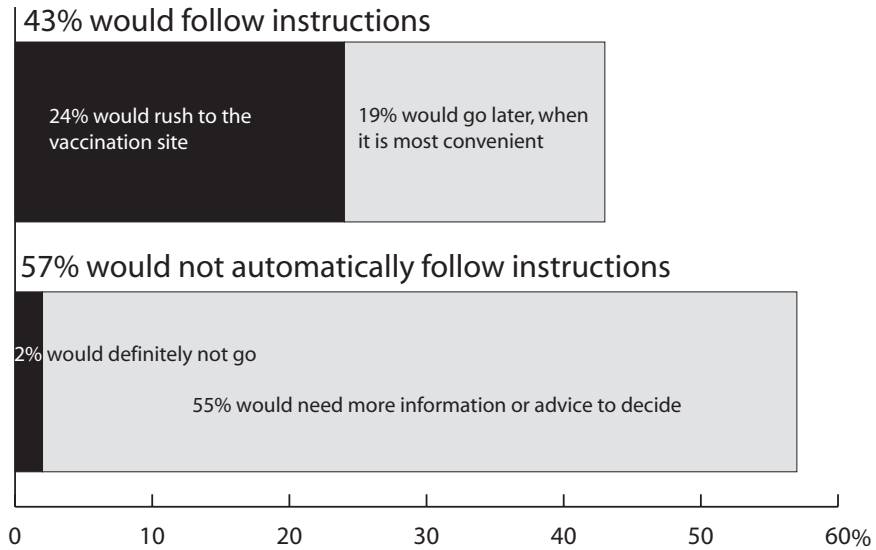 43% would follow instructions
24% would rush to the
vaccination site
19% would go later, when
it is most convenient
57% would not automatically follow instructions
2% would definitely not go
55% would need more information or advice to decide
0 10 20 30 40 50 60%